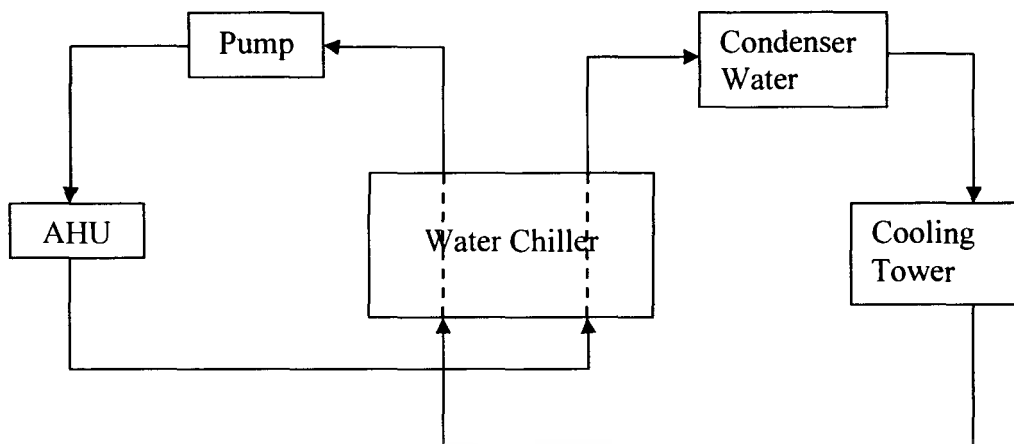 Pump
Condenser
Water
AHU
Water Chiller
Cooling
Tower